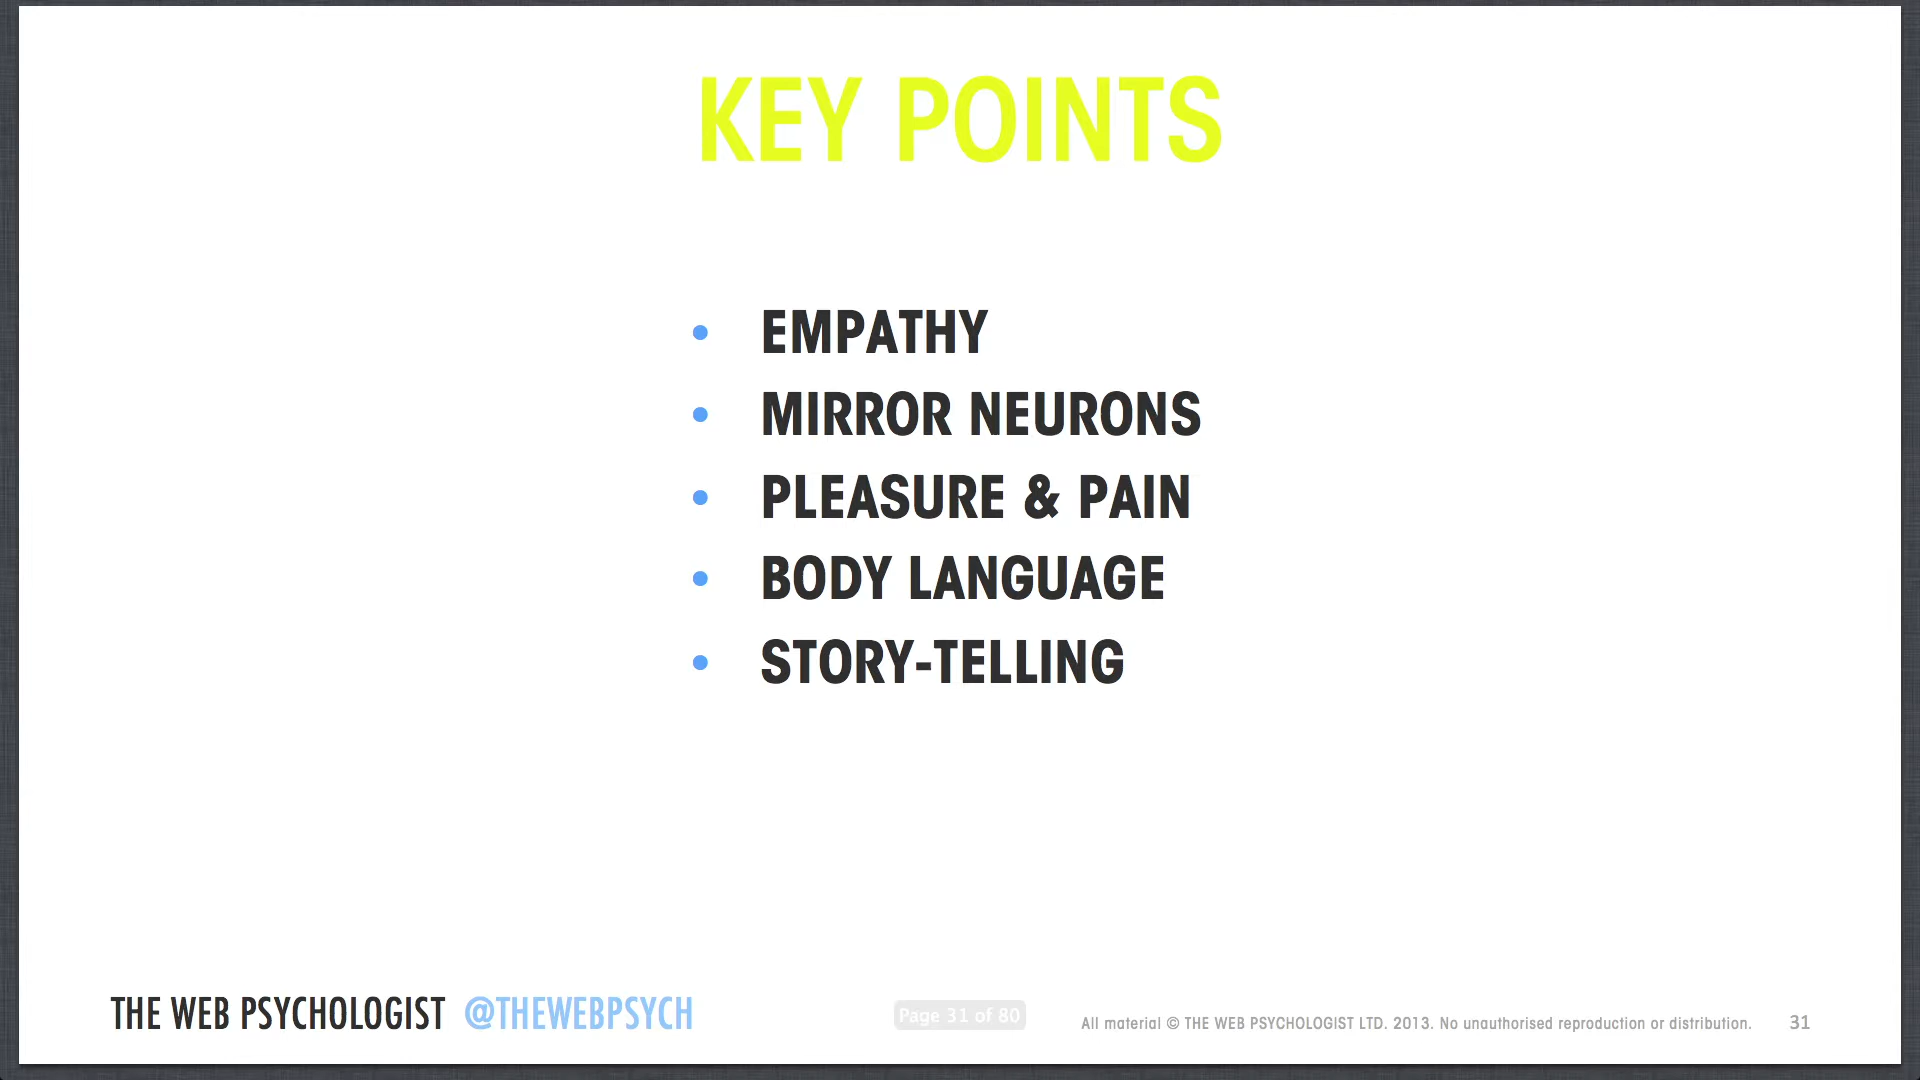 KEY POINTS
• EMPATHY
• MIRROR NEURONS
• PLEASURE & PAIN
• BODY LANGUAGE
• STORY-TELLING
THE WEB PSYCHOLOGIST @THEWEBPSYCH
Page 31 of 80
All material © THE WEB PSYCHOLOGIST LTD. 2013. No unauthorised reproduction or distribution.
31